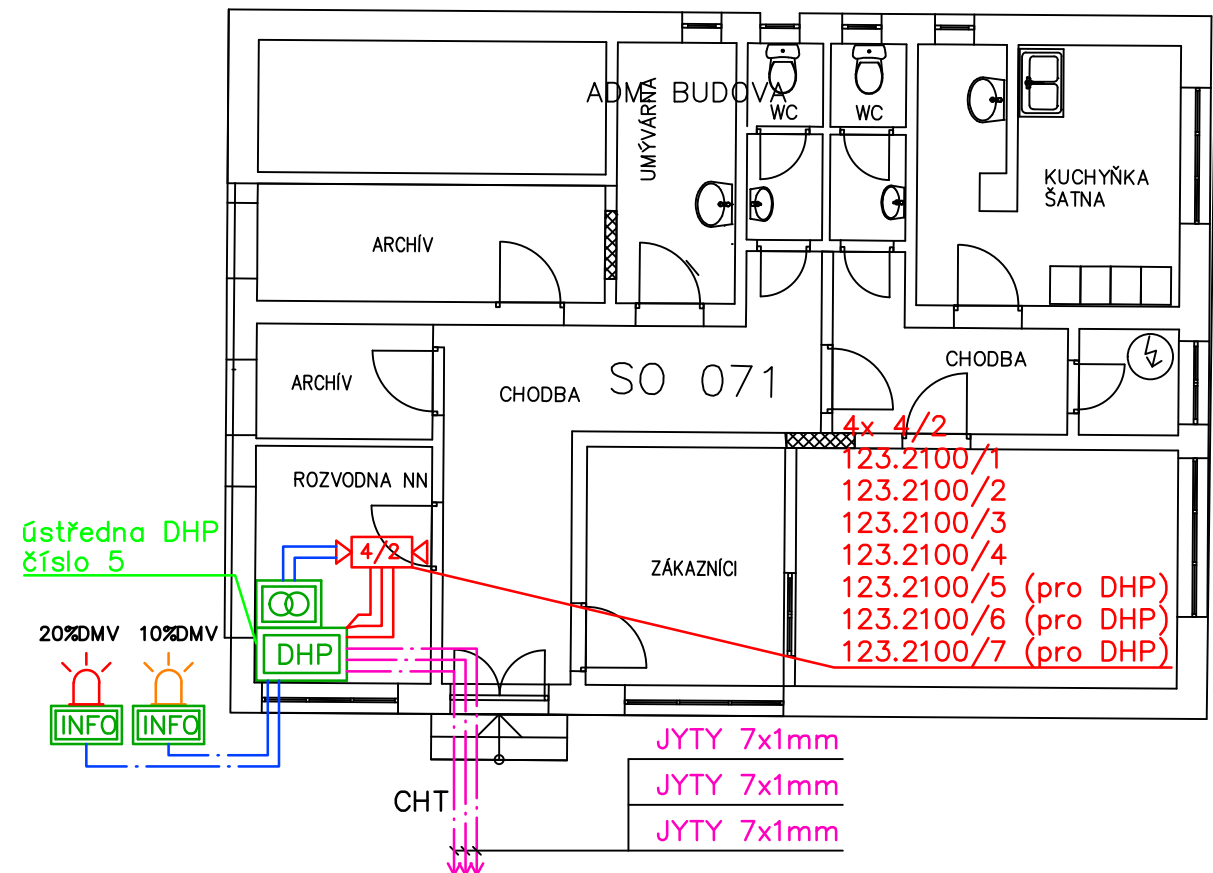 ADM. BUDOVA
UMÝVÁRNA
WC
WC
KUCHYŇKA
ŠATNA
ARCHÍV
ARCHÍV
CHODBA
SO 071
CHODBA
4x 4/2
123.2100/1
123.2100/2
123.2100/3
123.2100/4
123.2100/5 (pro DHP)
123.2100/6 (pro DHP)
123.2100/7 (pro DHP)
ROZVODNA NN
ústředna DHP
číslo 5
4/2
ZÁKAZNÍCI
20%DMV
10%DMV
DHP
INFO
INFO
JYTY 7x1mm
JYTY 7x1mm
JYTY 7x1mm
CHT